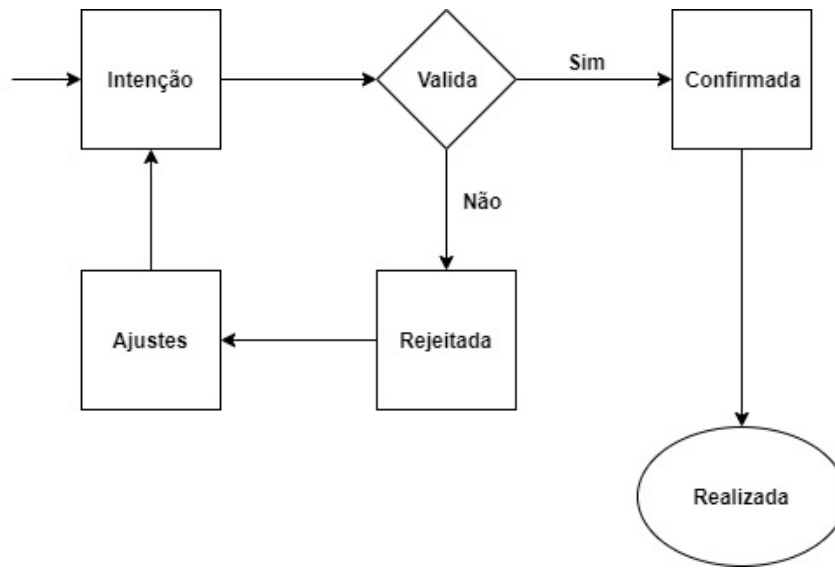 Intenção
Valida
Sim
Confirmada
Não
Ajustes
Rejeitada
Realizada